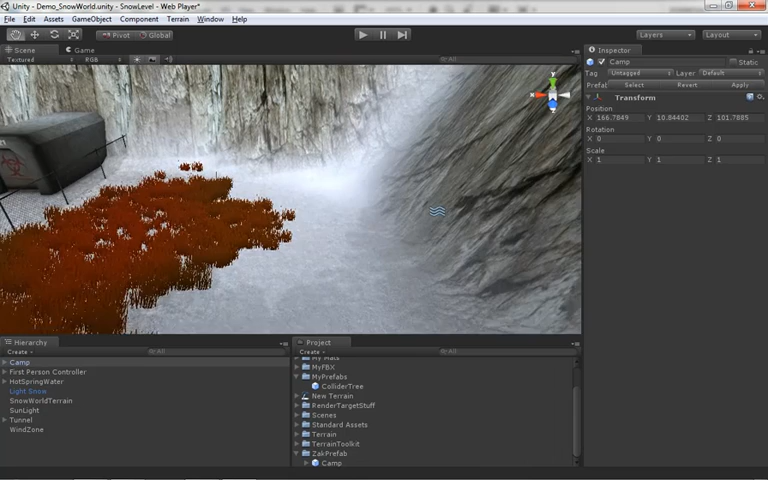 Unity - Demo_SnowWorld.unity - SnowLevel - Web Player*
File Edit Assets GameObject Component Terrain Window Help
Pivot Global Layers Layout
Scene Game
Textured RGB All
Inspector
Camp Static
Tag Untagged Layer Default
Prefab Select Revert Apply
Transform
Position
X 166.7849 Y 10.84402 Z 101.7885
Rotation
X 0 Y 0 Z 0
Scale
X 1 Y 1 Z 1
Hierarchy
Create All
Camp
First Person Controller
HotSpringWater
Light Snow
SnowWorldTerrain
SunLight
Tunnel
WindZone
Project
Create All
My Mats
MyFBX
MyPrefabs
ColliderTree
New Terrain
RenderTargetStuff
Scenes
Standard Assets
Terrain
TerrainToolkit
ZakPrefab
Camp